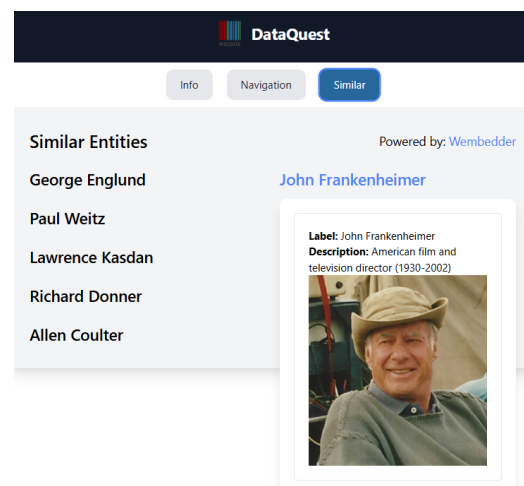 DataQuest
Info
Navigation
Similar
Similar Entities
Powered by: Wembedder
George Englund
John Frankenheimer
Paul Weitz
Lawrence Kasdan
Richard Donner
Allen Coulter
Label: John Frankenheimer
Description: American film and
television director (1930-2002)